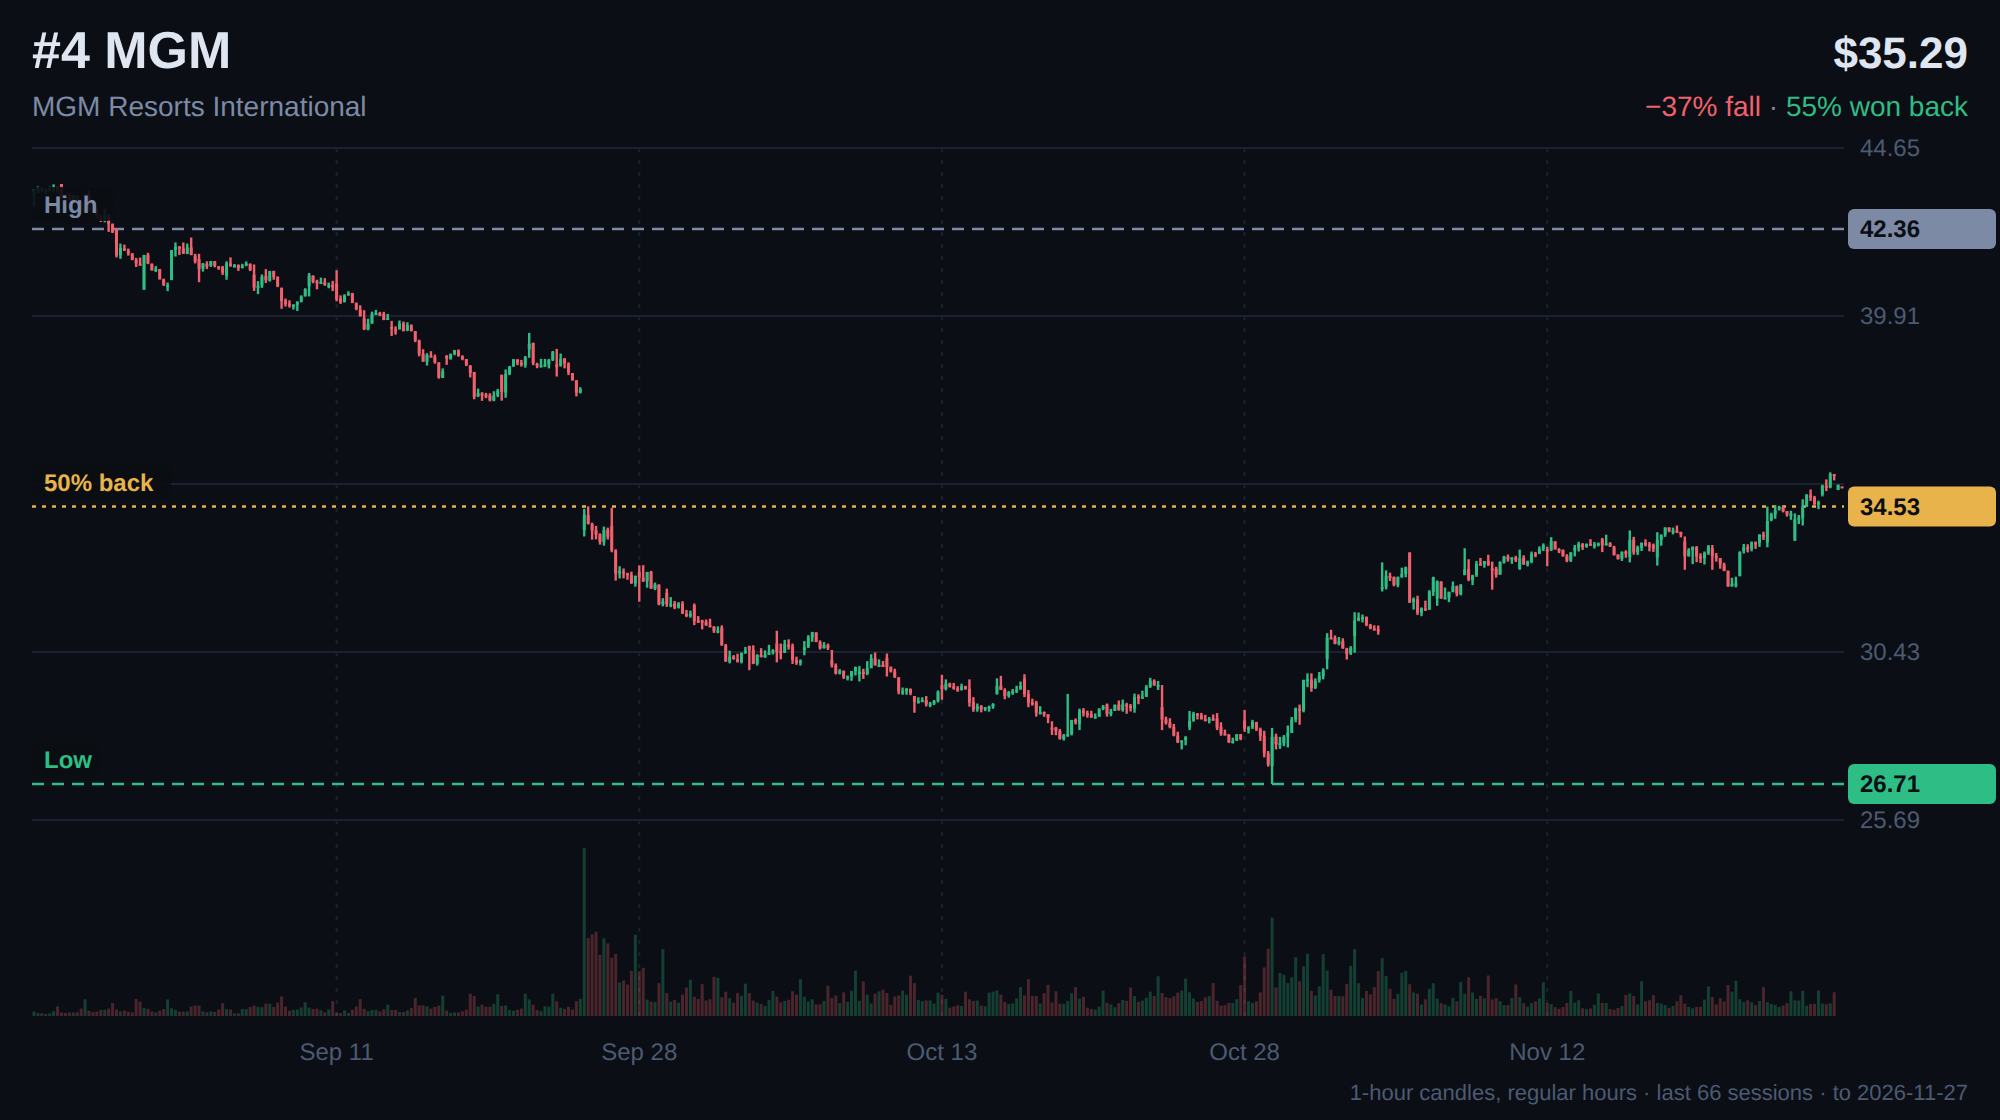 #4 MGM
$35.29
MGM Resorts International
−37% fall · 55% won back
44.65
High
42.36
39.91
50% back
34.53
30.43
Low
26.71
25.69
Sep 11
Sep 28
Oct 13
Oct 28
Nov 12
1-hour candles, regular hours · last 66 sessions · to 2026-11-27